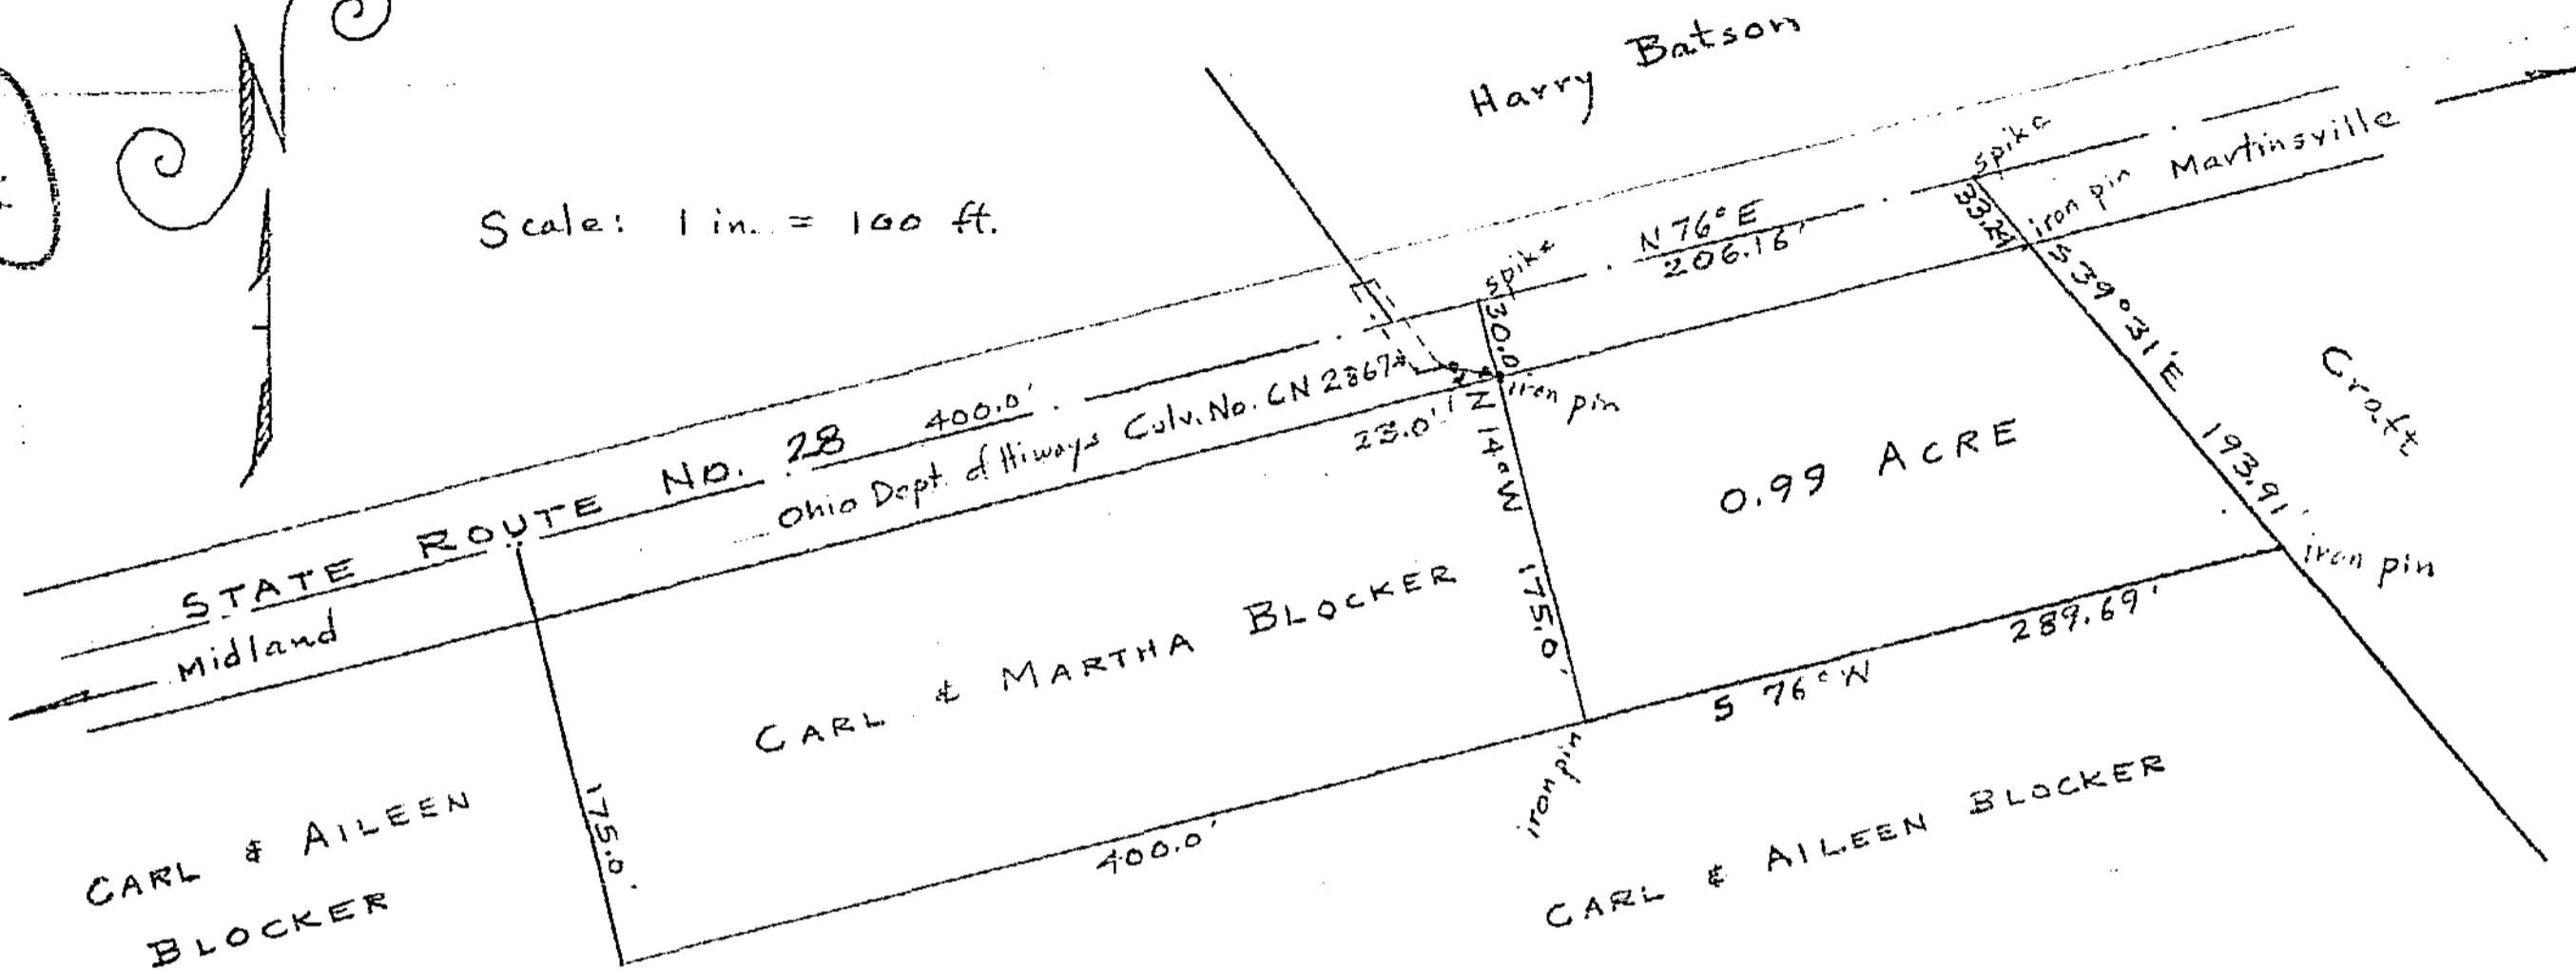 N
Scale: 1 in. = 100 ft.
Harry Batson
spike
33.24
iron pin
Martinsville
N 76° E
206.16'
spike
30.0
iron pin
S 39° 31' E
193.91'
Craft
STATE ROUTE NO. 28
400.0'
Ohio Dept. of Hiways Culv. No. CN 2867
23.0'
N 14° W
175.0'
0.99 ACRE
iron pin
Midland
CARL & MARTHA BLOCKER
289.69'
S 76° W
iron pin
175.0'
400.0'
CARL & AILEEN
BLOCKER
CARL & AILEEN BLOCKER